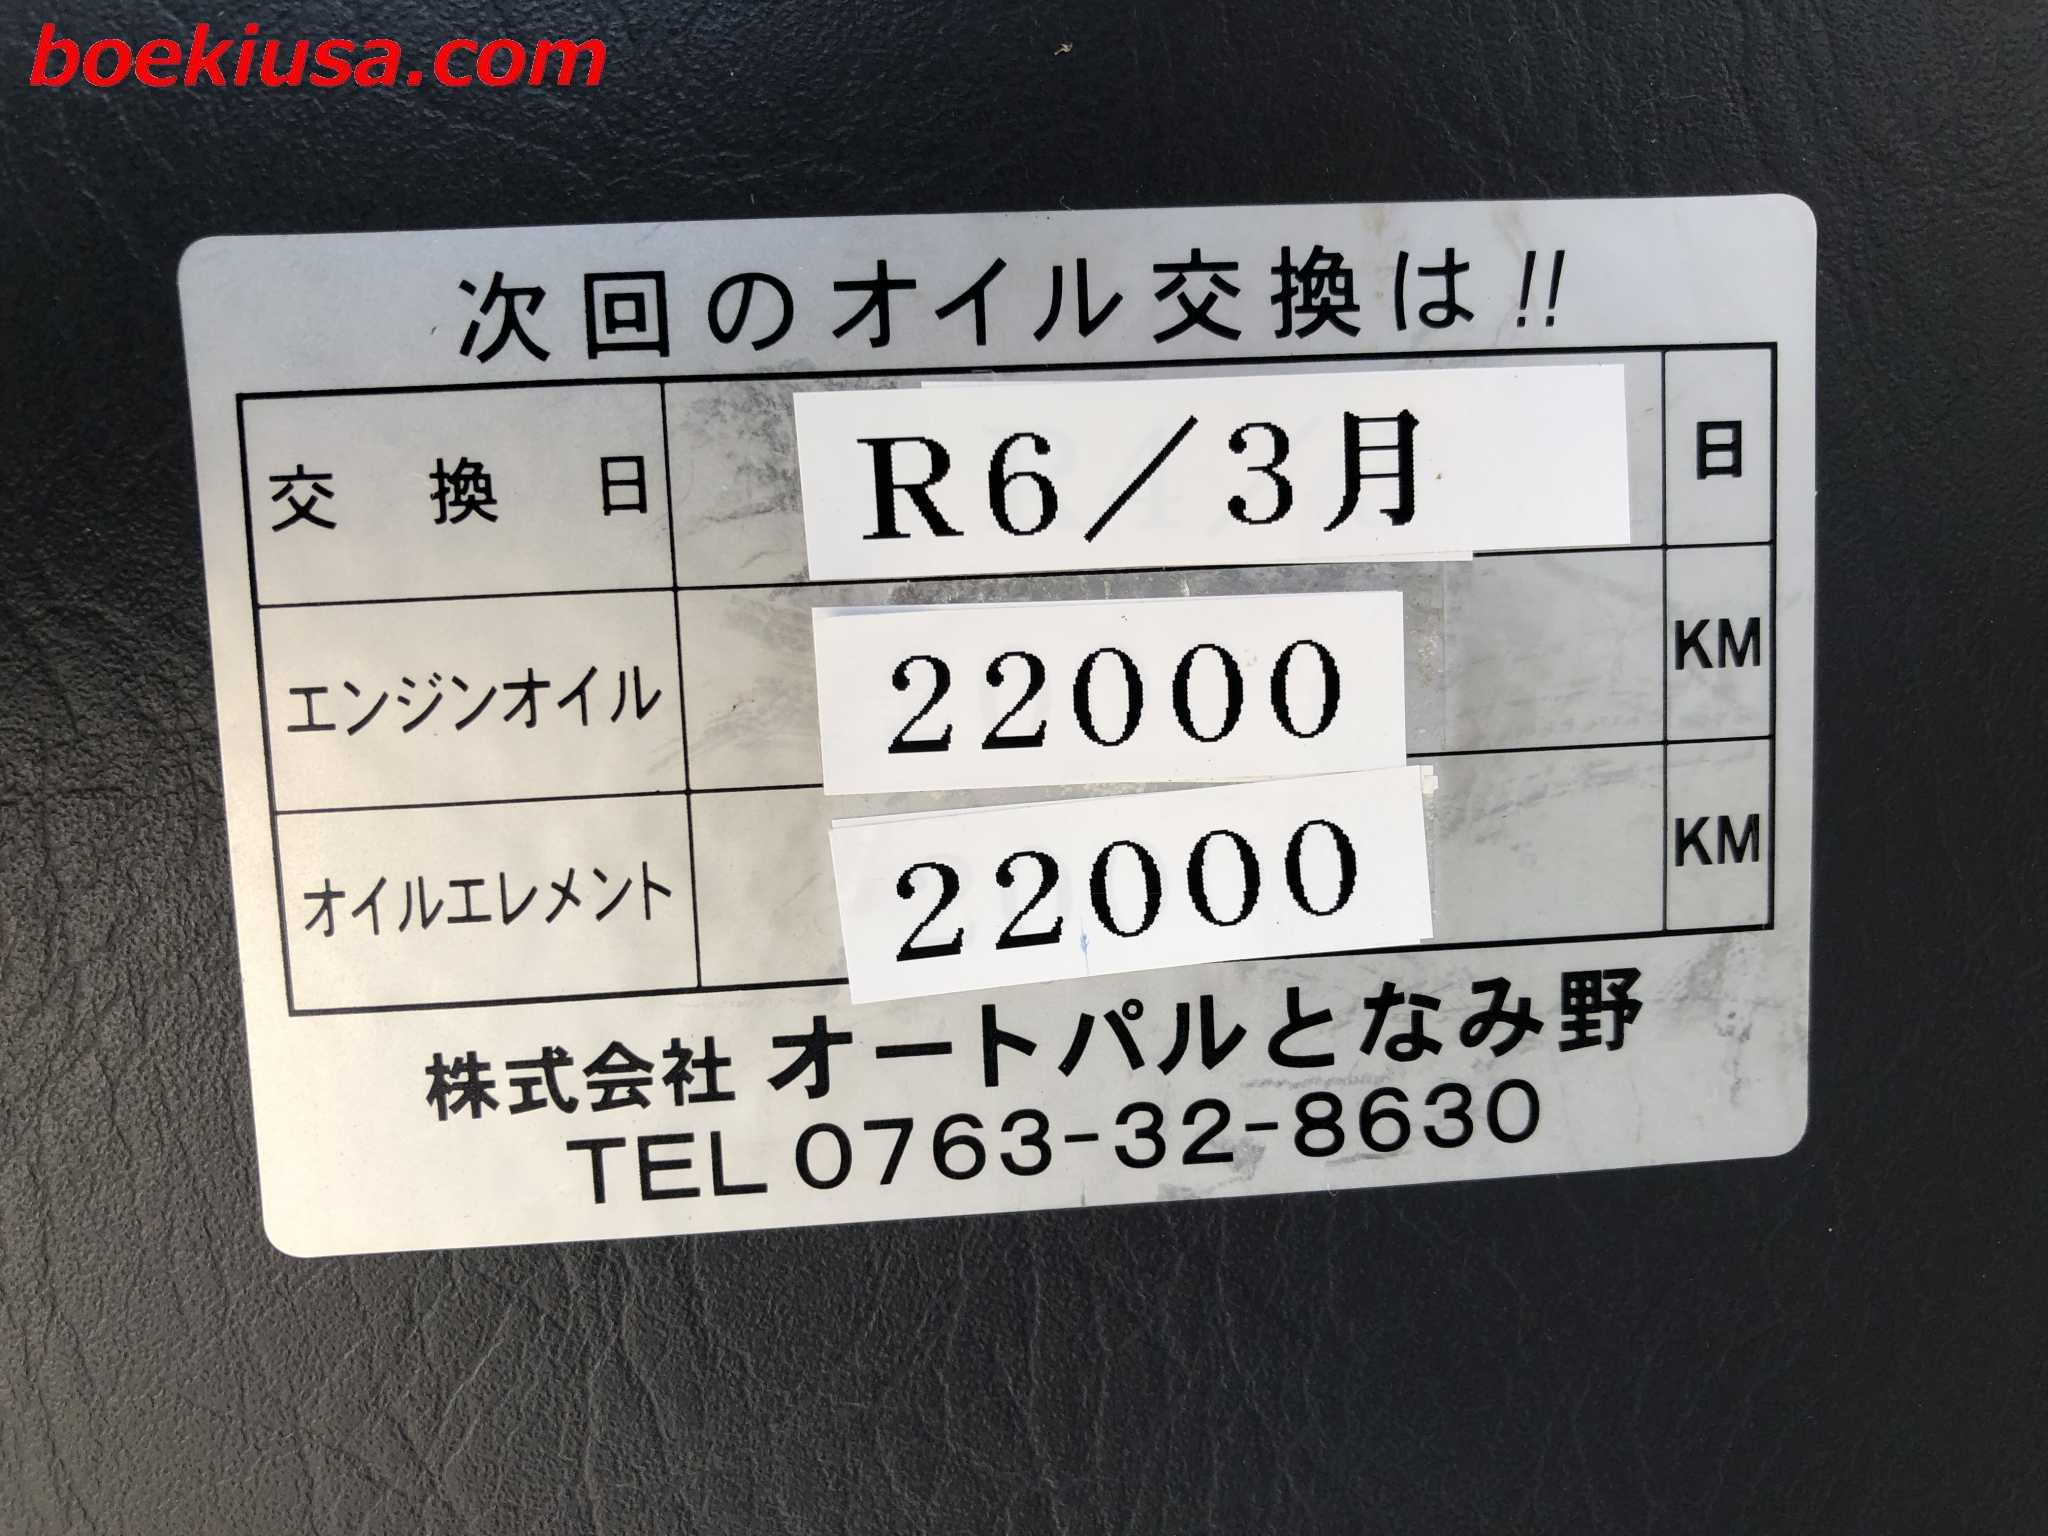 boekiusa.com
次回のオイル交換は!!
交換日 R6／3月 日
エンジンオイル 22000 KM
オイルエレメント 22000 KM
株式会社 オートパルとなみ野
TEL 0763-32-8630